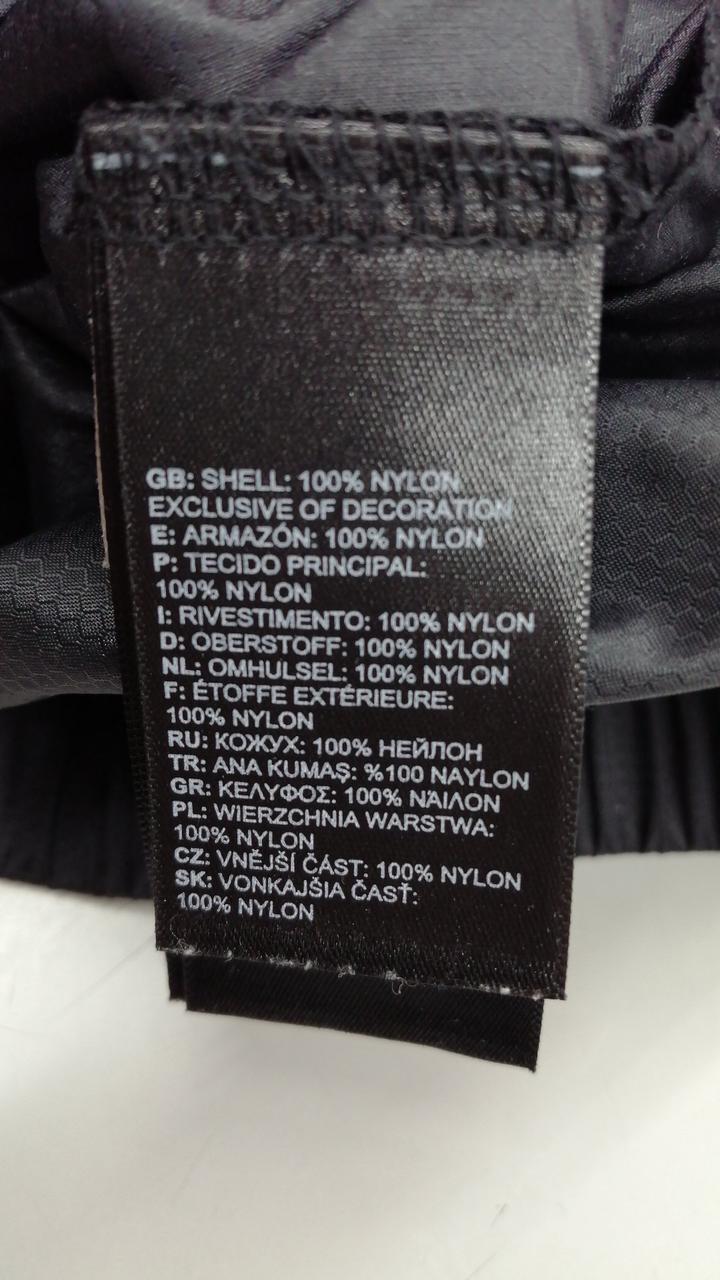 GB: SHELL: 100% NYLON
EXCLUSIVE OF DECORATION
E: ARMAZÓN: 100% NYLON
P: TECIDO PRINCIPAL:
100% NYLON
I: RIVESTIMENTO: 100% NYLON
D: OBERSTOFF: 100% NYLON
NL: OMHULSEL: 100% NYLON
F: ÉTOFFE EXTÉRIEURE:
100% NYLON
RU: КОЖУХ: 100% НЕЙЛОН
TR: ANA KUMAŞ: %100 NAYLON
GR: ΚΕΛΥΦΟΣ: 100% ΝΆΙΛΟΝ
PL: WIERZCHNIA WARSTWA:
100% NYLON
CZ: VNĚJŠÍ ČÁST: 100% NYLON
SK: VONKAJŠIA ČASŤ:
100% NYLON